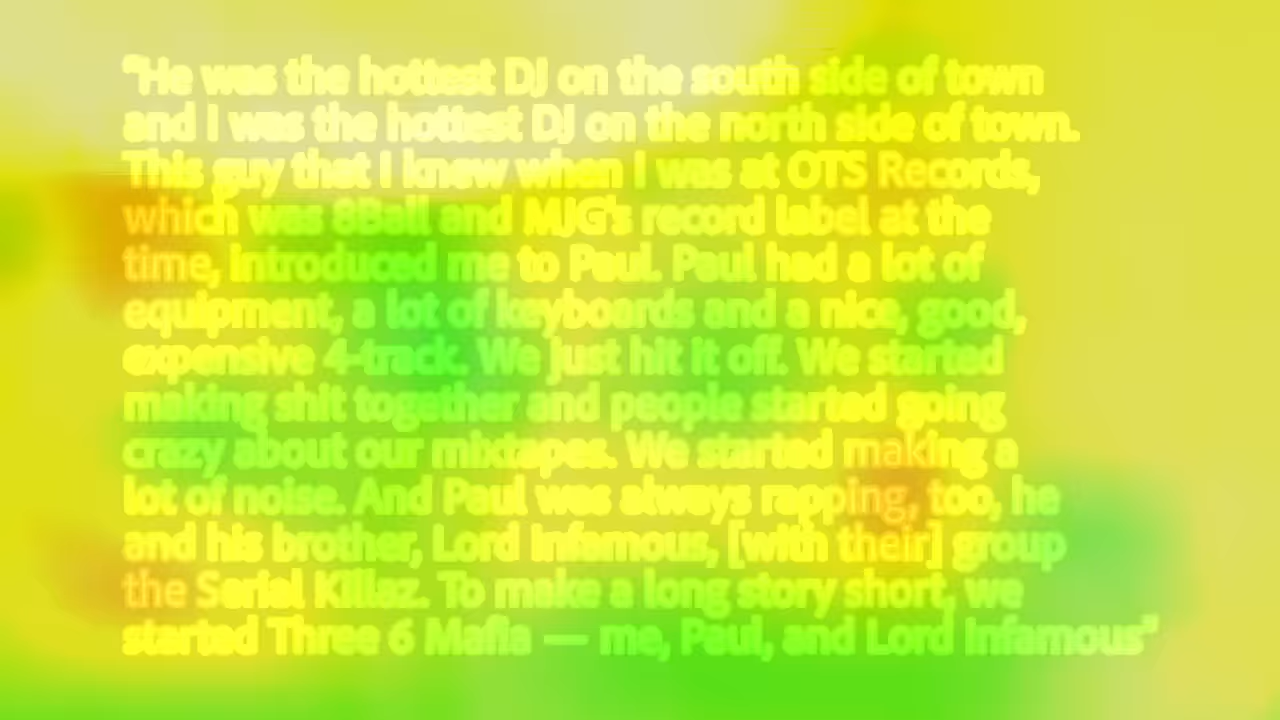 "He was the hottest DJ on the south side of town
and I was the hottest DJ on the north side of town.
This guy that I knew when I was at OTS Records,
which was 8Ball and MJG's record label at the
time, introduced me to Paul. Paul had a lot of
equipment, a lot of keyboards and a nice, good,
expensive 4-track. We just hit it off. We started
making shit together and people started going
crazy about our mixtapes. We started making a
lot of noise. And Paul was always rapping, too, he
and his brother, Lord Infamous, [with their] group
the Serial Killaz. To make a long story short, we
started Three 6 Mafia — me, Paul, and Lord Infamous"